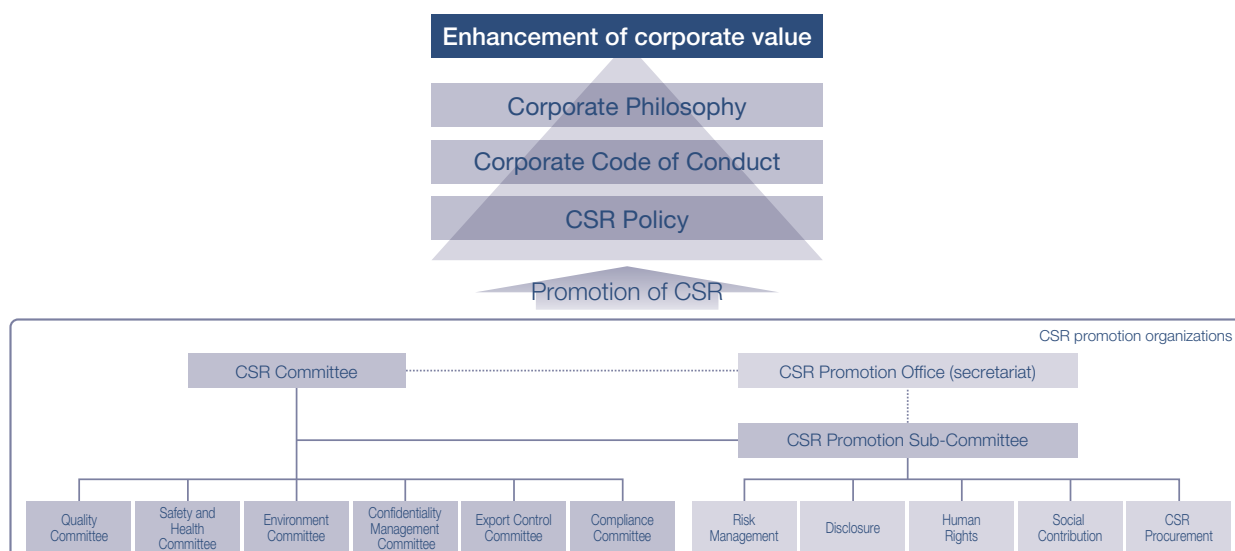 Enhancement of corporate value
Corporate Philosophy
Corporate Code of Conduct
CSR Policy
Promotion of CSR
CSR promotion organizations
CSR Committee
CSR Promotion Office (secretariat)
CSR Promotion Sub-Committee
Quality
Committee
Safety and
Health
Committee
Environment
Committee
Confidentiality
Management
Committee
Export Control
Committee
Compliance
Committee
Risk
Management
Disclosure
Human
Rights
Social
Contribution
CSR
Procurement